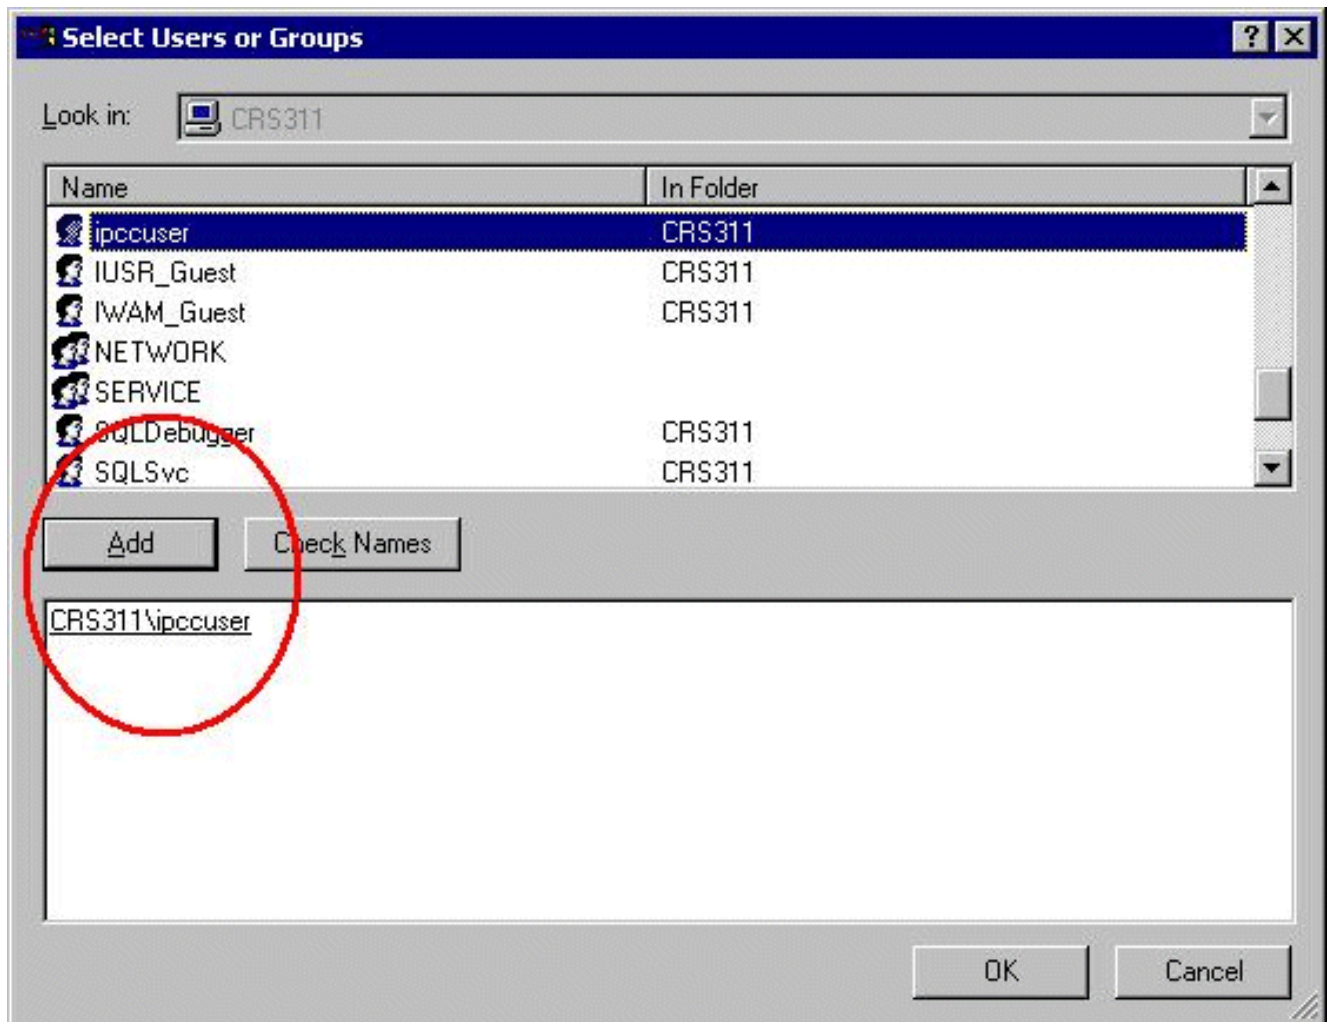 Select Users or Groups
Look in: CRS311
Name In Folder
ipccuser CRS311
IUSR_Guest CRS311
IWAM_Guest CRS311
NETWORK
SERVICE
SQLDebugger CRS311
SQLSvc CRS311
Add Check Names
CRS311\ipccuser
OK Cancel